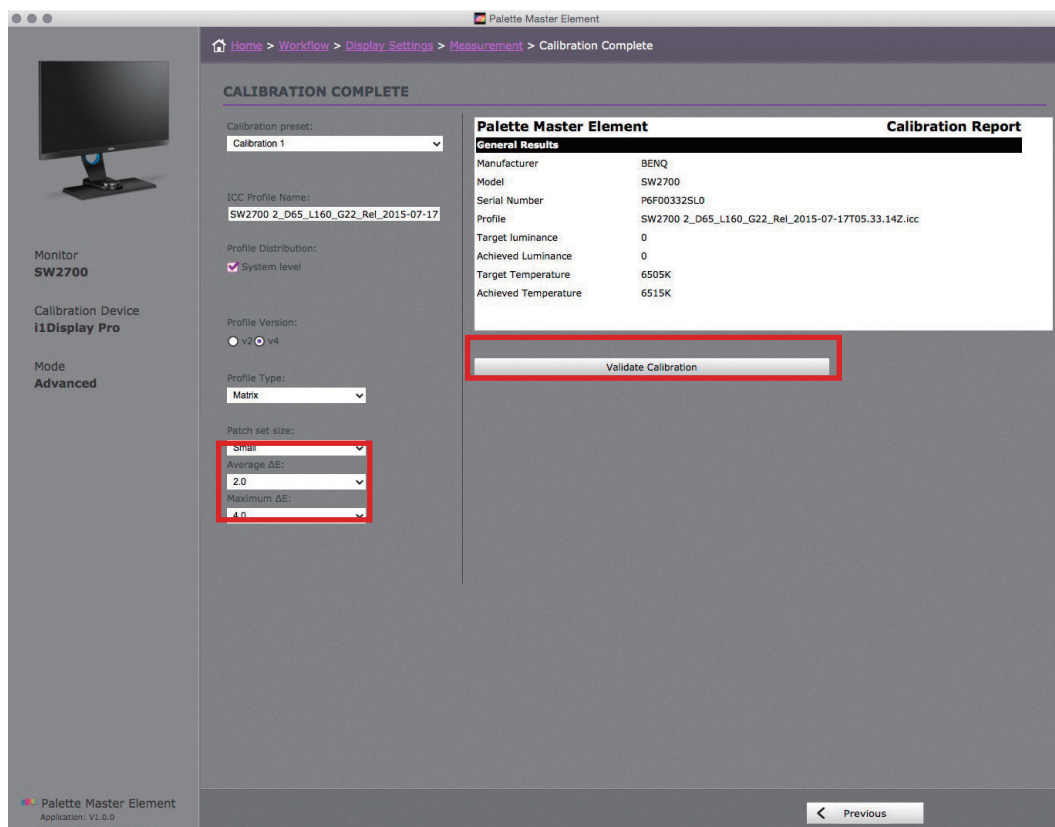 Palette Master Element
Home > Workflow > Display Settings > Measurement > Calibration Complete
CALIBRATION COMPLETE
Monitor
SW2700
Calibration Device
i1Display Pro
Mode
Advanced
Calibration preset:
Calibration 1
ICC Profile Name:
SW2700 2_D65_L160_G22_Rel_2015-07-17
Profile Distribution:
System level
Profile Version:
v2 v4
Profile Type:
Matrix
Patch set size:
Small
Average ΔE:
2.0
Maximum ΔE:
4.0
Palette Master Element Calibration Report
General Results
Manufacturer BENQ
Model SW2700
Serial Number P6F00332SL0
Profile SW2700 2_D65_L160_G22_Rel_2015-07-17T05.33.14Z.icc
Target luminance 0
Achieved Luminance 0
Target Temperature 6505K
Achieved Temperature 6515K
Validate Calibration
Palette Master Element
Application: V1.0.0
Previous